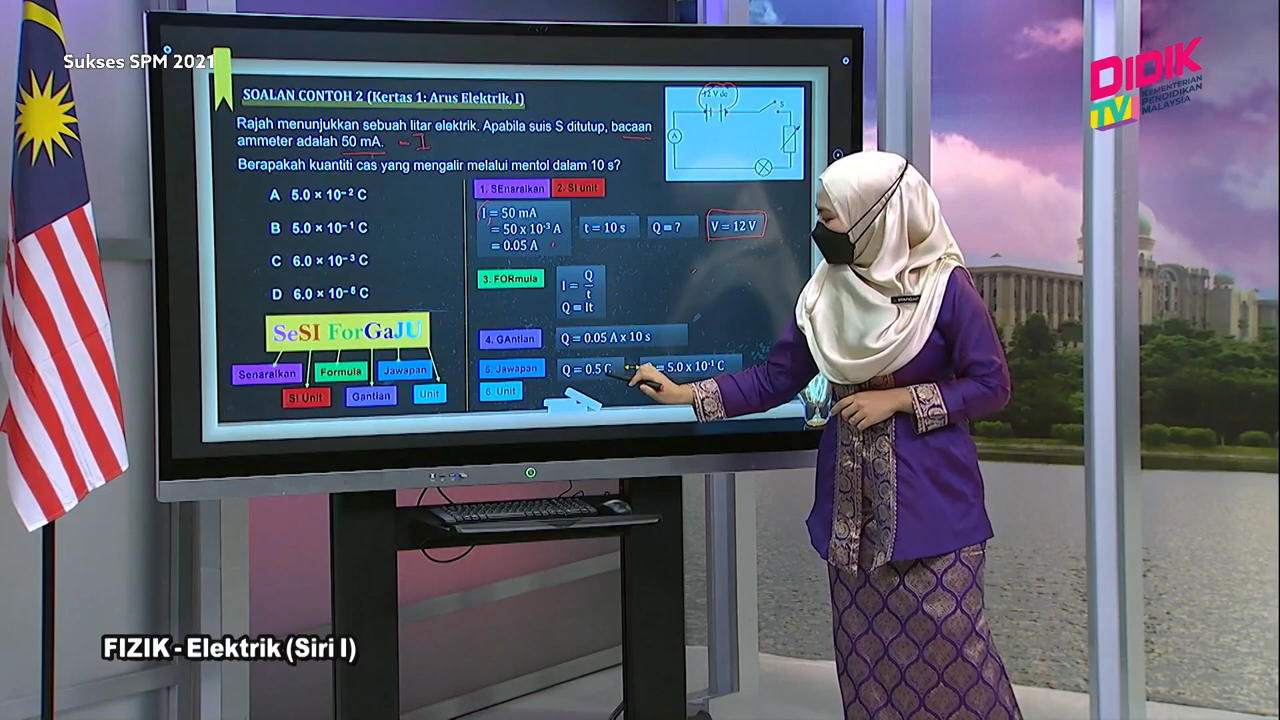 Sukses SPM 2021
DIDIK
TV
KEMENTERIAN
PENDIDIKAN
MALAYSIA
SOALAN CONTOH 2 (Kertas 1: Arus Elektrik, I)
Rajah menunjukkan sebuah litar elektrik. Apabila suis S ditutup, bacaan
ammeter adalah 50 mA. - I
Berapakah kuantiti cas yang mengalir melalui mentol dalam 10 s?
12 V dc
S
A
A 5.0 × 10⁻² C
B 5.0 × 10⁻¹ C
C 6.0 × 10⁻³ C
D 6.0 × 10⁻⁵ C
SeSI ForGaJU
Senaraikan
Formula
Jawapan
SI Unit
Gantian
Unit
1. SEnaraikan
2. SI unit
I = 50 mA
= 50 x 10⁻³ A
= 0.05 A
t = 10 s
Q = ?
V = 12 V
3. FORmula
I = Q/t
Q = It
4. GAntian
Q = 0.05 A x 10 s
5. Jawapan
Q = 0.5 C
= 5.0 x 10⁻¹ C
6. Unit
FIZIK - Elektrik (Siri I)